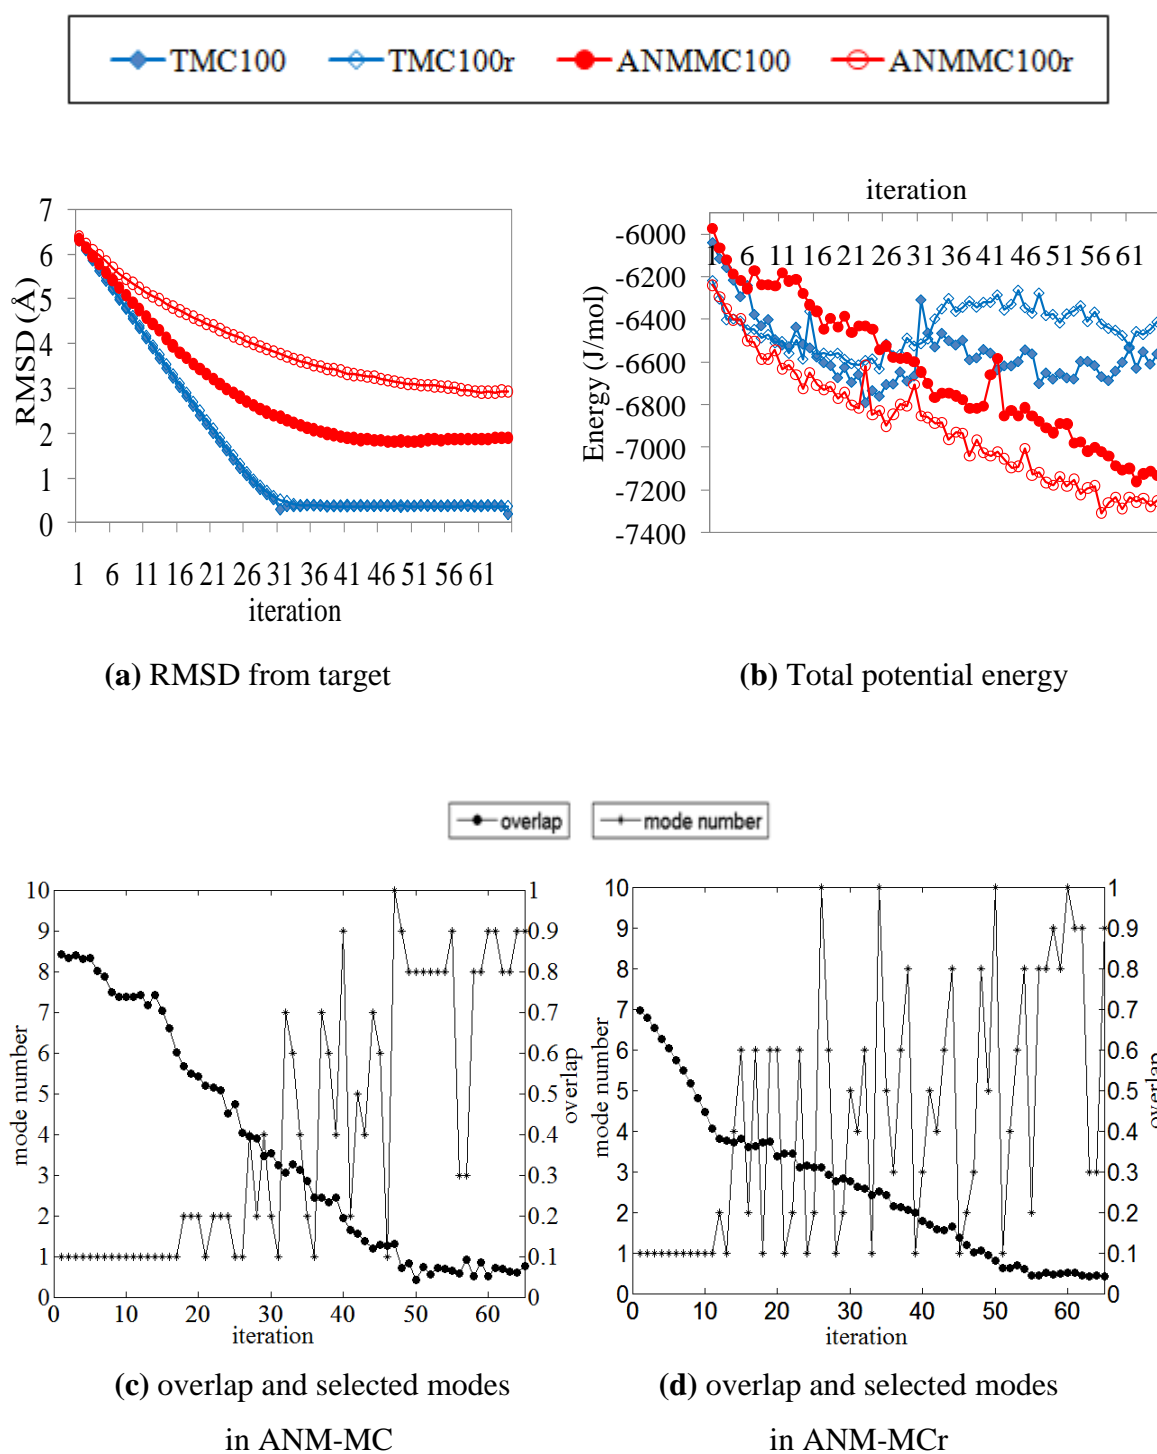 TMC100 TMC100r ANMMC100 ANMMC100r
7
6
5
4
3
2
1
0
RMSD (Å)
1 6 11 16 21 26 31 36 41 46 51 56 61
iteration
(a) RMSD from target
iteration
-6000
-6200
-6400
-6600
-6800
-7000
-7200
-7400
Energy (J/mol)
1 6 11 16 21 26 31 36 41 46 51 56 61
(b) Total potential energy
overlap mode number
10
9
8
7
6
5
4
3
2
1
0
mode number
1
0.9
0.8
0.7
0.6
0.5
0.4
0.3
0.2
0.1
0
overlap
0 10 20 30 40 50 60
iteration
(c) overlap and selected modes
in ANM-MC
10
9
8
7
6
5
4
3
2
1
0
mode number
1
0.9
0.8
0.7
0.6
0.5
0.4
0.3
0.2
0.1
0
overlap
0 10 20 30 40 50 60
iteration
(d) overlap and selected modes
in ANM-MCr